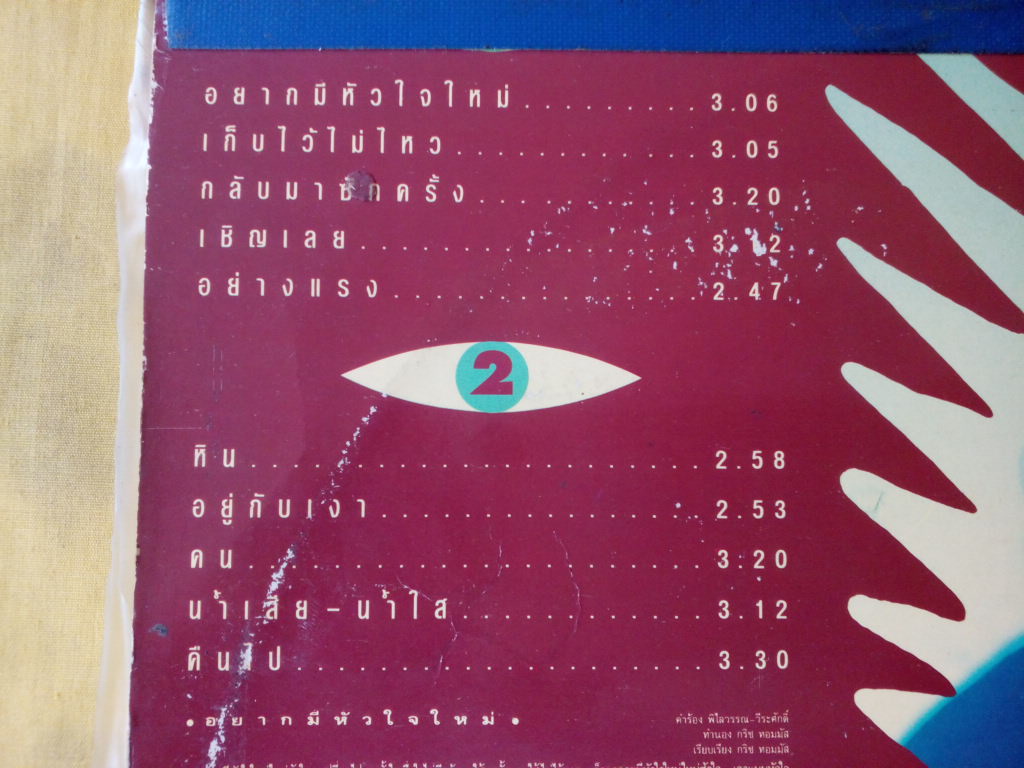 อยากมีหัวใจใหม่ . . . . . . . . . 3.06
เก็บไว้ไม่ไหว . . . . . . . . . . . . 3.05
กลับมาซักครั้ง . . . . . . . . . . . 3.20
เชิญเลย . . . . . . . . . . . . . . . . 3.12
อย่างแรง . . . . . . . . . . . . . . . 2.47
2
หิน . . . . . . . . . . . . . . . . . . . . . . . 2.58
อยู่กับเงา . . . . . . . . . . . . . . . . 2.53
คน . . . . . . . . . . . . . . . . . . . . . . . 3.20
น้ำเสีย-น้ำใส . . . . . . . . . . . . 3.12
คืนไป . . . . . . . . . . . . . . . . . . . . 3.30
•อยากมีหัวใจใหม่•
คำร้อง พิไลวรรณ-วีระศักดิ์
ทำนอง กริช ทอมมัส
เรียบเรียง กริช ทอมมัส